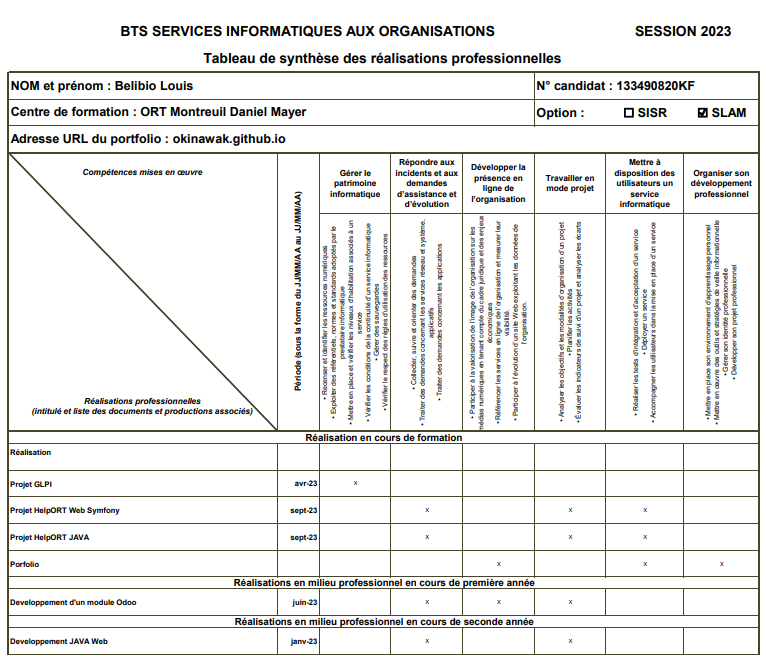 BTS SERVICES INFORMATIQUES AUX ORGANISATIONS SESSION 2023
Tableau de synthèse des réalisations professionnelles
NOM et prénom : Belibio Louis N° candidat : 133490820KF
Centre de formation : ORT Montreuil Daniel Mayer Option : ☐ SISR ☑ SLAM
Adresse URL du portfolio : okinawak.github.io
Compétences mises en œuvre
Réalisations professionnelles
(intitulé et liste des documents et productions associés)
Période (sous la forme du JJ/MM/AA au JJ/MM/AA)
Gérer le
patrimoine
informatique
Répondre aux
incidents et aux
demandes
d'assistance et
d'évolution
Développer la
présence en
ligne de
l'organisation
Travailler en
mode projet
Mettre à
disposition des
utilisateurs un
service
informatique
Organiser son
développement
professionnel
• Recenser et identifier les ressources numériques
• Exploiter des référentiels, normes et standards adoptés par le
prestataire informatique
• Mettre en place et vérifier les niveaux d'habilitation associés à un
service
• Vérifier les conditions de la continuité d'un service informatique
• Gérer des sauvegardes
• Vérifier le respect des règles d'utilisation des ressources
• Collecter, suivre et orienter des demandes
• Traiter des demandes concernant les services réseau et système,
applicatifs
• Traiter des demandes concernant les applications
• Participer à la valorisation de l'image de l'organisation sur les
médias numériques en tenant compte du cadre juridique et des enjeux
économiques
• Référencer les services en ligne de l'organisation et mesurer leur
visibilité.
• Participer à l'évolution d'un site Web exploitant les données de
l'organisation.
• Analyser les objectifs et les modalités d'organisation d'un projet
• Planifier les activités
• Évaluer les indicateurs de suivi d'un projet et analyser les écarts
• Réaliser les tests d'intégration et d'acceptation d'un service
• Déployer un service
• Accompagner les utilisateurs dans la mise en place d'un service
• Mettre en place son environnement d'apprentissage personnel
• Mettre en œuvre des outils et stratégies de veille informationnelle
• Gérer son identité professionnelle
• Développer son projet professionnel
Réalisation en cours de formation
Réalisation
Projet GLPI avr-23 x
Projet HelpORT Web Symfony sept-23 x x x
Projet HelpORT JAVA sept-23 x x x
Porfolio x x x
Réalisations en milieu professionnel en cours de première année
Developpement d'un module Odoo juin-23 x x x
Réalisations en milieu professionnel en cours de seconde année
Developpement JAVA Web janv-23 x x